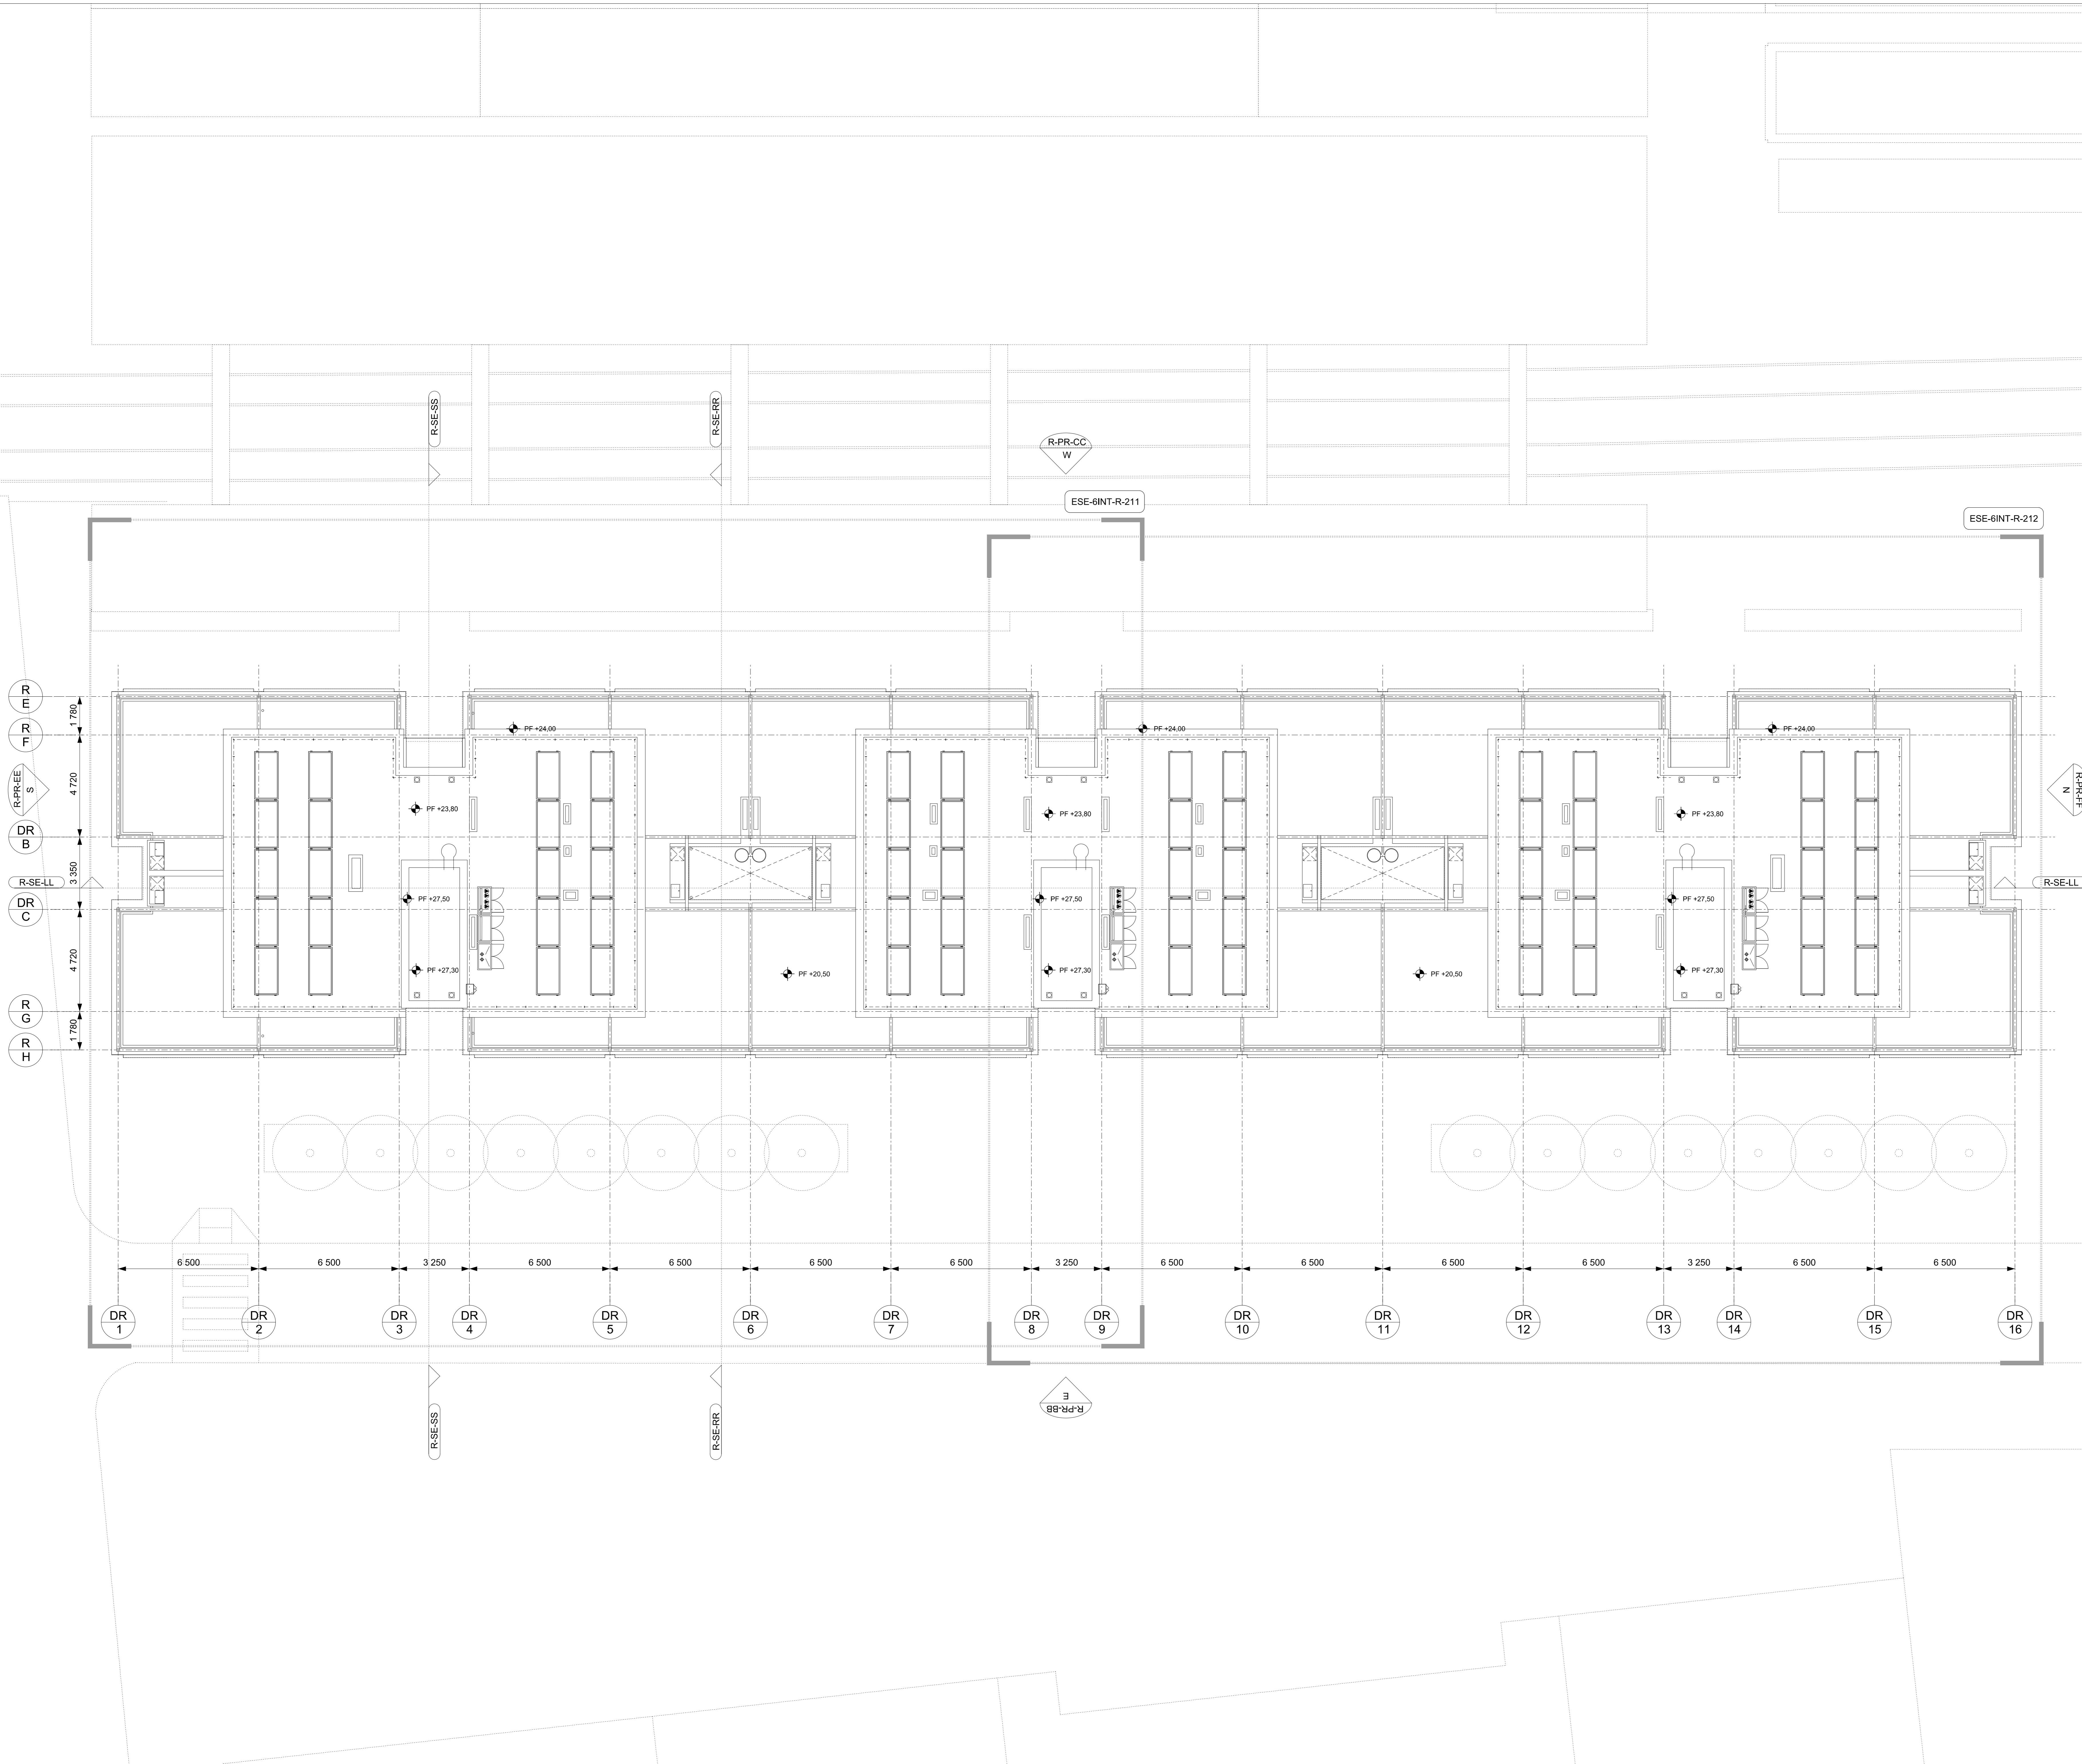 R-SE-SS
R-SE-RR
R-PR-CC
W
ESE-6INT-R-211
ESE-6INT-R-212
R
E
1 780
R
F
PF +24,00
PF +24,00
PF +24,00
R-PR-EE
S
4 720
N
R-PR-FF
PF +23,80
PF +23,80
PF +23,80
DR
B
3 350
R-SE-LL
R-SE-LL
DR
C
PF +27,50
PF +27,50
PF +27,50
4 720
PF +27,30
PF +20,50
PF +27,30
PF +20,50
PF +27,30
R
G
1 780
R
H
6 500
6 500
3 250
6 500
6 500
6 500
6 500
3 250
6 500
6 500
6 500
6 500
3 250
6 500
6 500
DR
1
DR
2
DR
3
DR
4
DR
5
DR
6
DR
7
DR
8
DR
9
DR
10
DR
11
DR
12
DR
13
DR
14
DR
15
DR
16
R-SE-SS
R-SE-RR
E
R-PR-BB